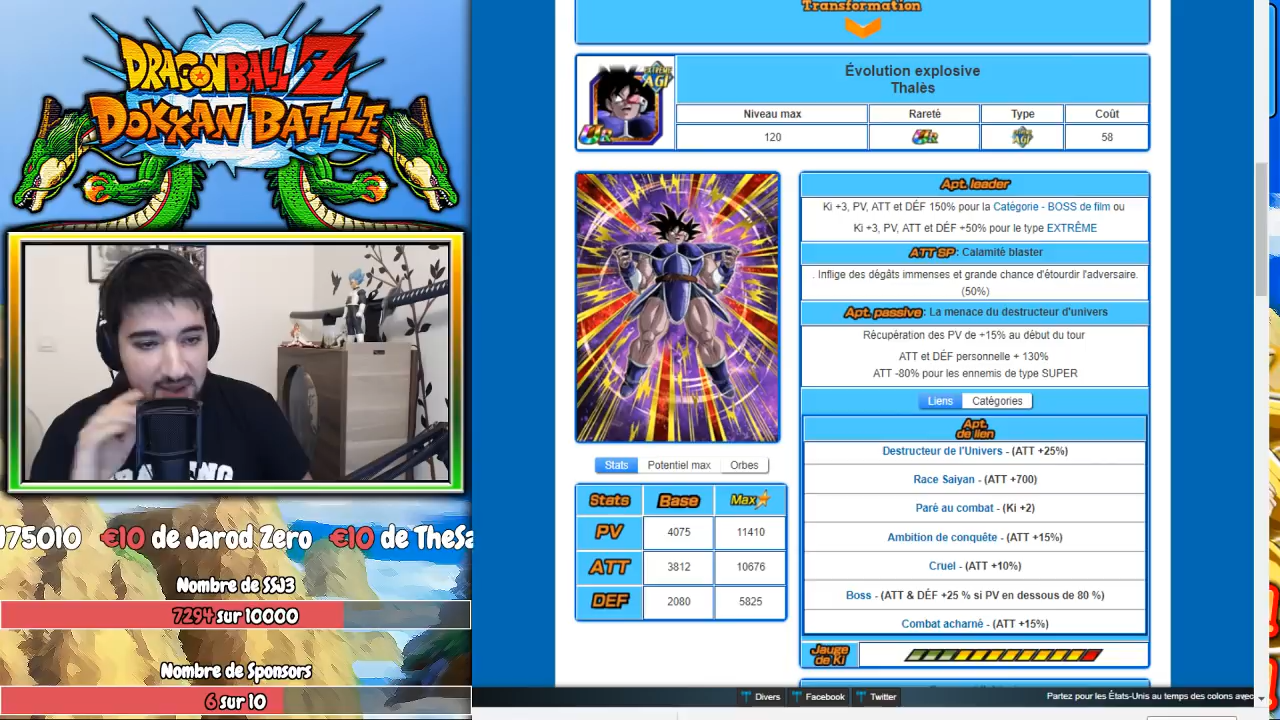 DRAGON BALL Z
DOKKAN BATTLE
175010 €10 de Jarod Zero €10 de TheSa
Nombre de SSJ3
7294 sur 10000
Nombre de Sponsors
6 sur 10
Transformation
EXTRÊME
AGI
UR
Évolution explosive
Thalès
Niveau max Rareté Type Coût
120 58
Apt. leader
Ki +3, PV, ATT et DÉF 150% pour la Catégorie - BOSS de film ou
Ki +3, PV, ATT et DÉF +50% pour le type EXTRÊME
ATT SP: Calamité blaster
. Inflige des dégâts immenses et grande chance d'étourdir l'adversaire.
(50%)
Apt. passive: La menace du destructeur d'univers
Récupération des PV de +15% au début du tour
ATT et DÉF personnelle + 130%
ATT -80% pour les ennemis de type SUPER
Liens Catégories
Apt.
de lien
Destructeur de l'Univers - (ATT +25%)
Race Saiyan - (ATT +700)
Paré au combat - (Ki +2)
Ambition de conquête - (ATT +15%)
Cruel - (ATT +10%)
Boss - (ATT & DÉF +25 % si PV en dessous de 80 %)
Combat acharné - (ATT +15%)
Jauge
de Ki
Stats Potentiel max Orbes
Stats Base Max
PV 4075 11410
ATT 3812 10676
DEF 2080 5825
Divers Facebook Twitter
Partez pour les États-Unis au temps des colons avec